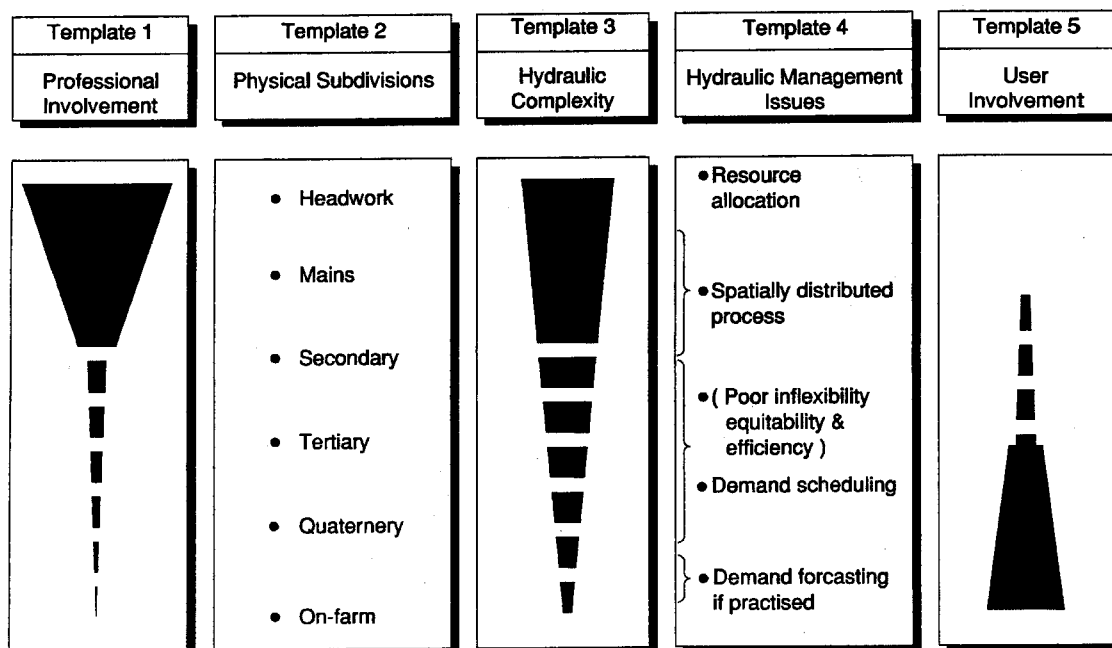 Template 1
Professional
Involvement
Template 2
Physical Subdivisions
Template 3
Hydraulic
Complexity
Template 4
Hydraulic Management
Issues
Template 5
User
Involvement
• Headwork
• Mains
• Secondary
• Tertiary
• Quaternery
• On-farm
• Resource
allocation
• Spatially distributed
process
• ( Poor inflexibility
equitability &
efficiency )
• Demand scheduling
• Demand forcasting
if practised